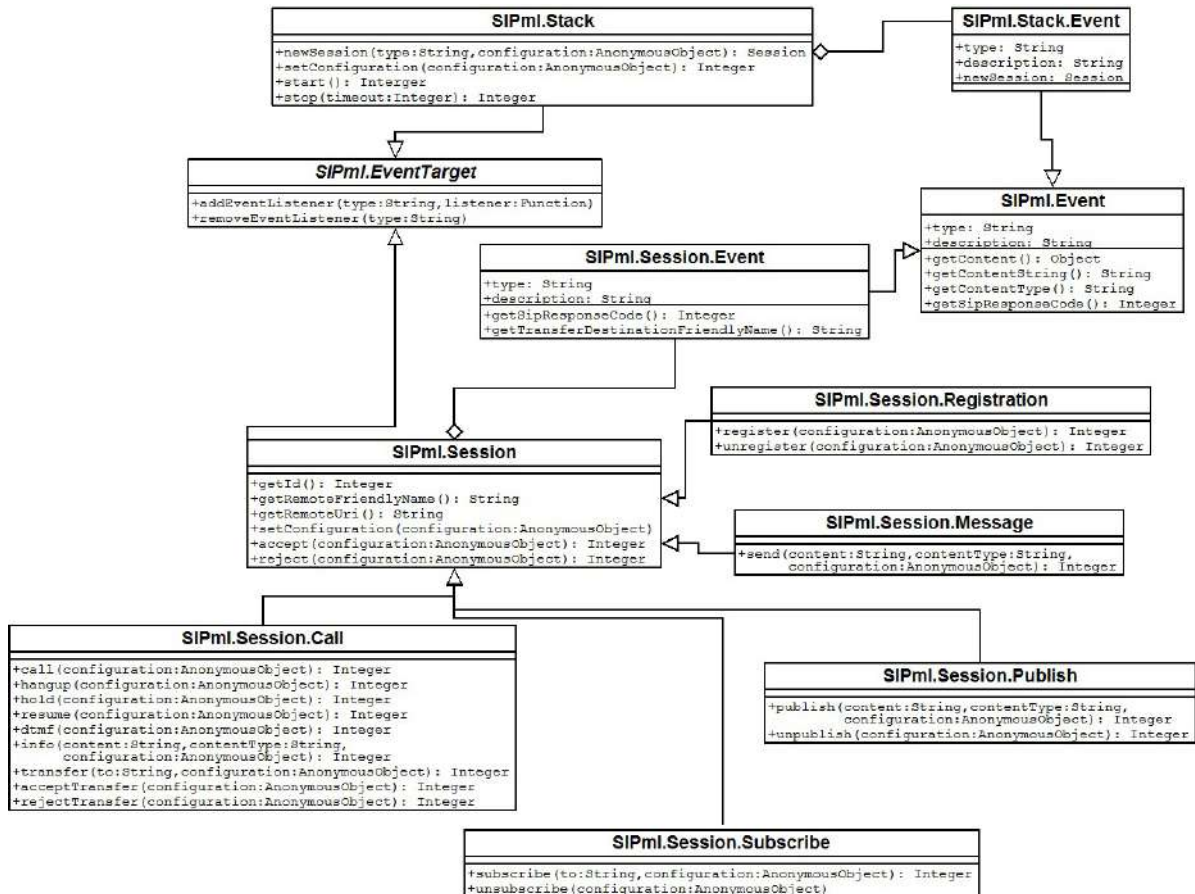 SIPml.Stack
+newSession(type:String,configuration:AnonymousObject): Session
+setConfiguration(configuration:AnonymousObject): Integer
+start(): Interger
+stop(timeout:Integer): Integer
SIPml.Stack.Event
+type: String
+description: String
+newSession: Session
SIPml.EventTarget
+addEventListener(type:String,listener:Function)
+removeEventListener(type:String)
SIPml.Event
+type: String
+description: String
+getContent(): Object
+getContentString(): String
+getContentType(): String
+getSipResponseCode(): Integer
SIPml.Session.Event
+type: String
+description: String
+getSipResponseCode(): Integer
+getTransferDestinationFriendlyName(): String
SIPml.Session.Registration
+register(configuration:AnonymousObject): Integer
+unregister(configuration:AnonymousObject): Integer
SIPml.Session
+getId(): Integer
+getRemoteFriendlyName(): String
+getRemoteUri(): String
+setConfiguration(configuration:AnonymousObject)
+accept(configuration:AnonymousObject): Integer
+reject(configuration:AnonymousObject): Integer
SIPml.Session.Message
+send(content:String,contentType:String,
configuration:AnonymousObject): Integer
SIPml.Session.Call
+call(configuration:AnonymousObject): Integer
+hangup(configuration:AnonymousObject): Integer
+hold(configuration:AnonymousObject): Integer
+resume(configuration:AnonymousObject): Integer
+dtmf(configuration:AnonymousObject): Integer
+info(content:String,contentType:String,
configuration:AnonymousObject): Integer
+transfer(to:String,configuration:AnonymousObject): Integer
+acceptTransfer(configuration:AnonymousObject): Integer
+rejectTransfer(configuration:AnonymousObject): Integer
SIPml.Session.Publish
+publish(content:String,contentType:String,
configuration:AnonymousObject): Integer
+unpublish(configuration:AnonymousObject): Integer
SIPml.Session.Subscribe
+subscribe(to:String,configuration:AnonymousObject): Integer
+unsubscribe(configuration:AnonymousObject)